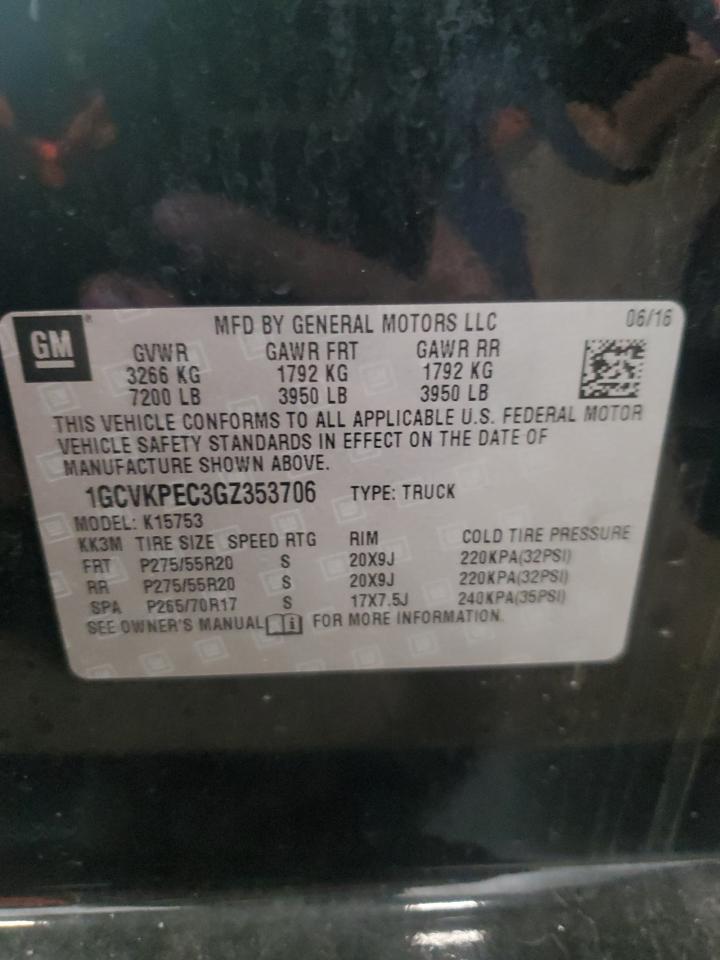 GM®
MFD BY GENERAL MOTORS LLC 06/16
GVWR GAWR FRT GAWR RR
3266 KG 1792 KG 1792 KG
7200 LB 3950 LB 3950 LB
THIS VEHICLE CONFORMS TO ALL APPLICABLE U.S. FEDERAL MOTOR
VEHICLE SAFETY STANDARDS IN EFFECT ON THE DATE OF
MANUFACTURE SHOWN ABOVE.
1GCVKPEC3GZ353706 TYPE: TRUCK
MODEL: K15753
KK3M TIRE SIZE SPEED RTG RIM COLD TIRE PRESSURE
FRT P275/55R20 S 20X9J 220KPA(32PSI)
RR P275/55R20 S 20X9J 220KPA(32PSI)
SPA P265/70R17 S 17X7.5J 240KPA(35PSI)
SEE OWNER'S MANUAL FOR MORE INFORMATION.